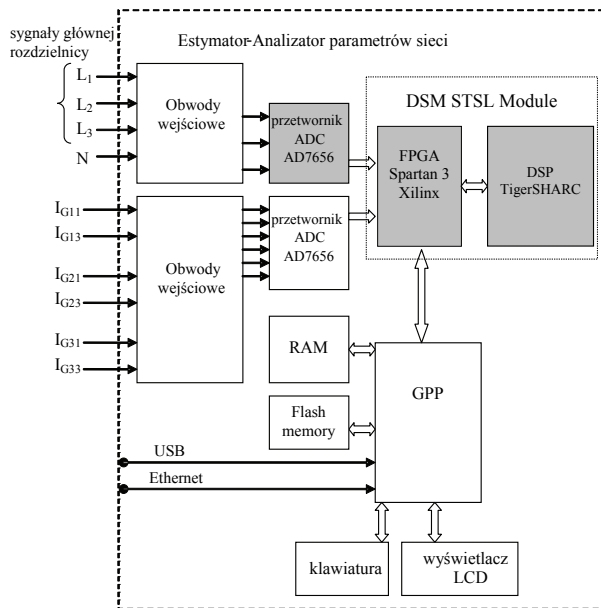 sygnały głównej
rozdzielnicy
Estymator-Analizator parametrów sieci
L1
L2
L3
N
Obwody
wejściowe
przetwornik
ADC
AD7656
DSM STSL Module
FPGA
Spartan 3
Xilinx
DSP
TigerSHARC
IG11
IG13
IG21
IG23
IG31
IG33
Obwody
wejściowe
przetwornik
ADC
AD7656
RAM
Flash
memory
GPP
USB
Ethernet
klawiatura
wyświetlacz
LCD